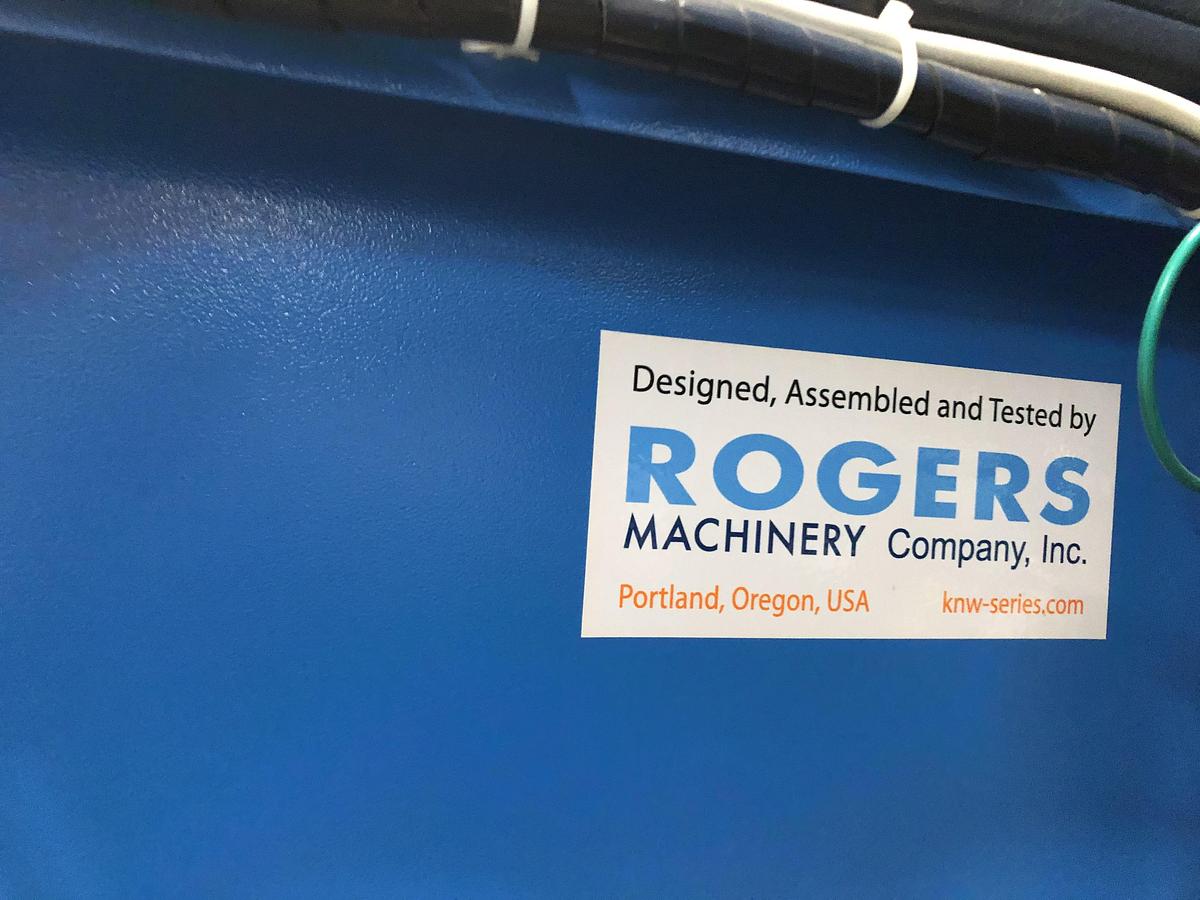 Designed, Assembled and Tested by
ROGERS
MACHINERY Company, Inc.
Portland, Oregon, USA knw-series.com